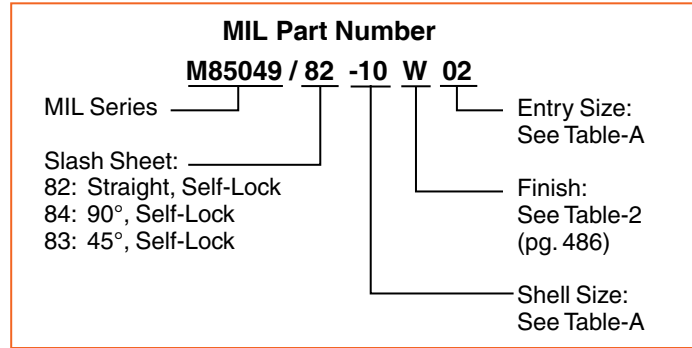 MIL Part Number
M85049 / 82 -10 W 02
MIL Series
Slash Sheet:
82: Straight, Self-Lock
84: 90°, Self-Lock
83: 45°, Self-Lock
Entry Size:
See Table-A
Finish:
See Table-2
(pg. 486)
Shell Size:
See Table-A